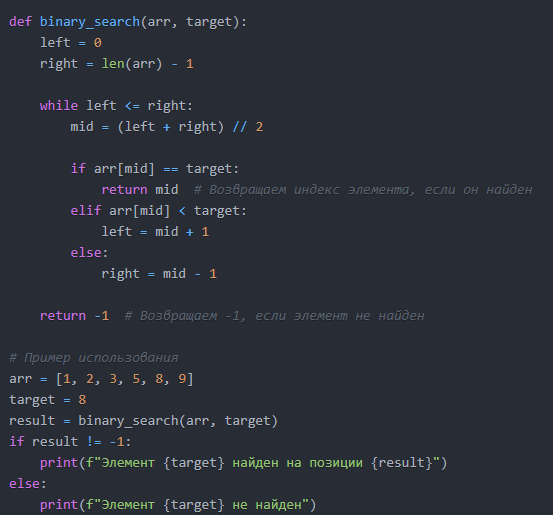 def binary_search(arr, target):
    left = 0
    right = len(arr) - 1

    while left <= right:
        mid = (left + right) // 2

        if arr[mid] == target:
            return mid  # Возвращаем индекс элемента, если он найден
        elif arr[mid] < target:
            left = mid + 1
        else:
            right = mid - 1

    return -1  # Возвращаем -1, если элемент не найден

# Пример использования
arr = [1, 2, 3, 5, 8, 9]
target = 8
result = binary_search(arr, target)
if result != -1:
    print(f"Элемент {target} найден на позиции {result}")
else:
    print(f"Элемент {target} не найден")